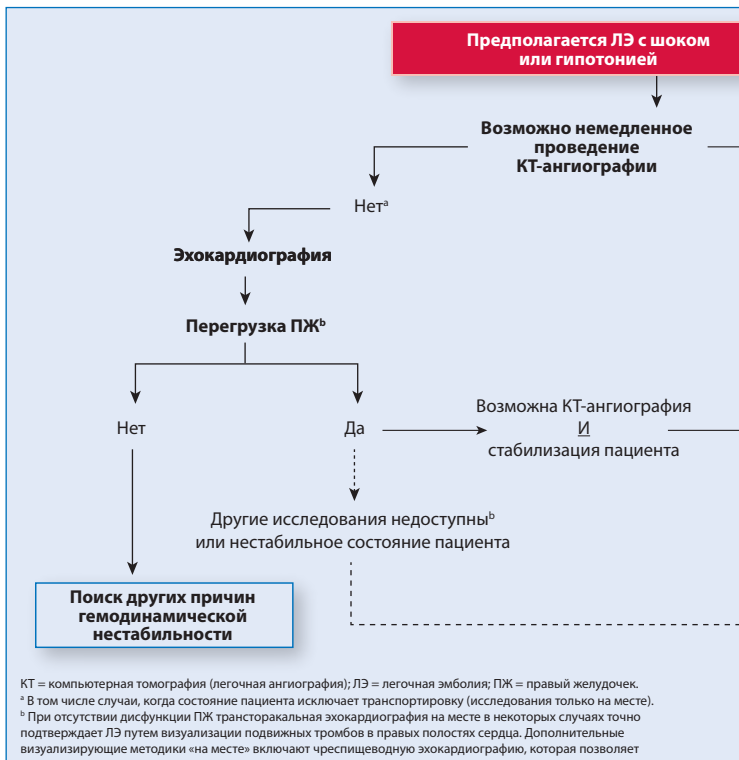 Предполагается ЛЭ с шоком
или гипотонией
Возможно немедленное
проведение
КТ-ангиографии
Нетᵃ
Эхокардиография
Перегрузка ПЖᵇ
Нет
Да
Возможна КТ-ангиография
И
стабилизация пациента
Другие исследования недоступныᵇ
или нестабильное состояние пациента
Поиск других причин
гемодинамической
нестабильности
КТ = компьютерная томография (легочная ангиография); ЛЭ = легочная эмболия; ПЖ = правый желудочек.
ᵃ В том числе случаи, когда состояние пациента исключает транспортировку (исследования только на месте).
ᵇ При отсутствии дисфункции ПЖ трансторакальная эхокардиография на месте в некоторых случаях точно
подтверждает ЛЭ путем визуализации подвижных тромбов в правых полостях сердца. Дополнительные
визуализирующие методики «на месте» включают чреспищеводную эхокардиографию, которая позволяет